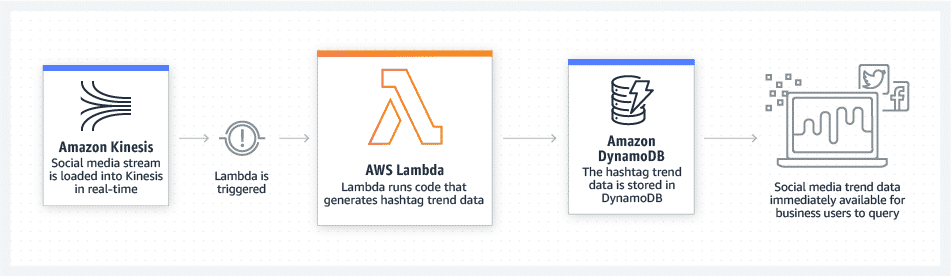 Amazon Kinesis
Social media stream
is loaded into Kinesis
in real-time
Lambda is
triggered
AWS Lambda
Lambda runs code that
generates hashtag trend data
Amazon
DynamoDB
The hashtag trend
data is stored in
DynamoDB
Social media trend data
immediately available for
business users to query